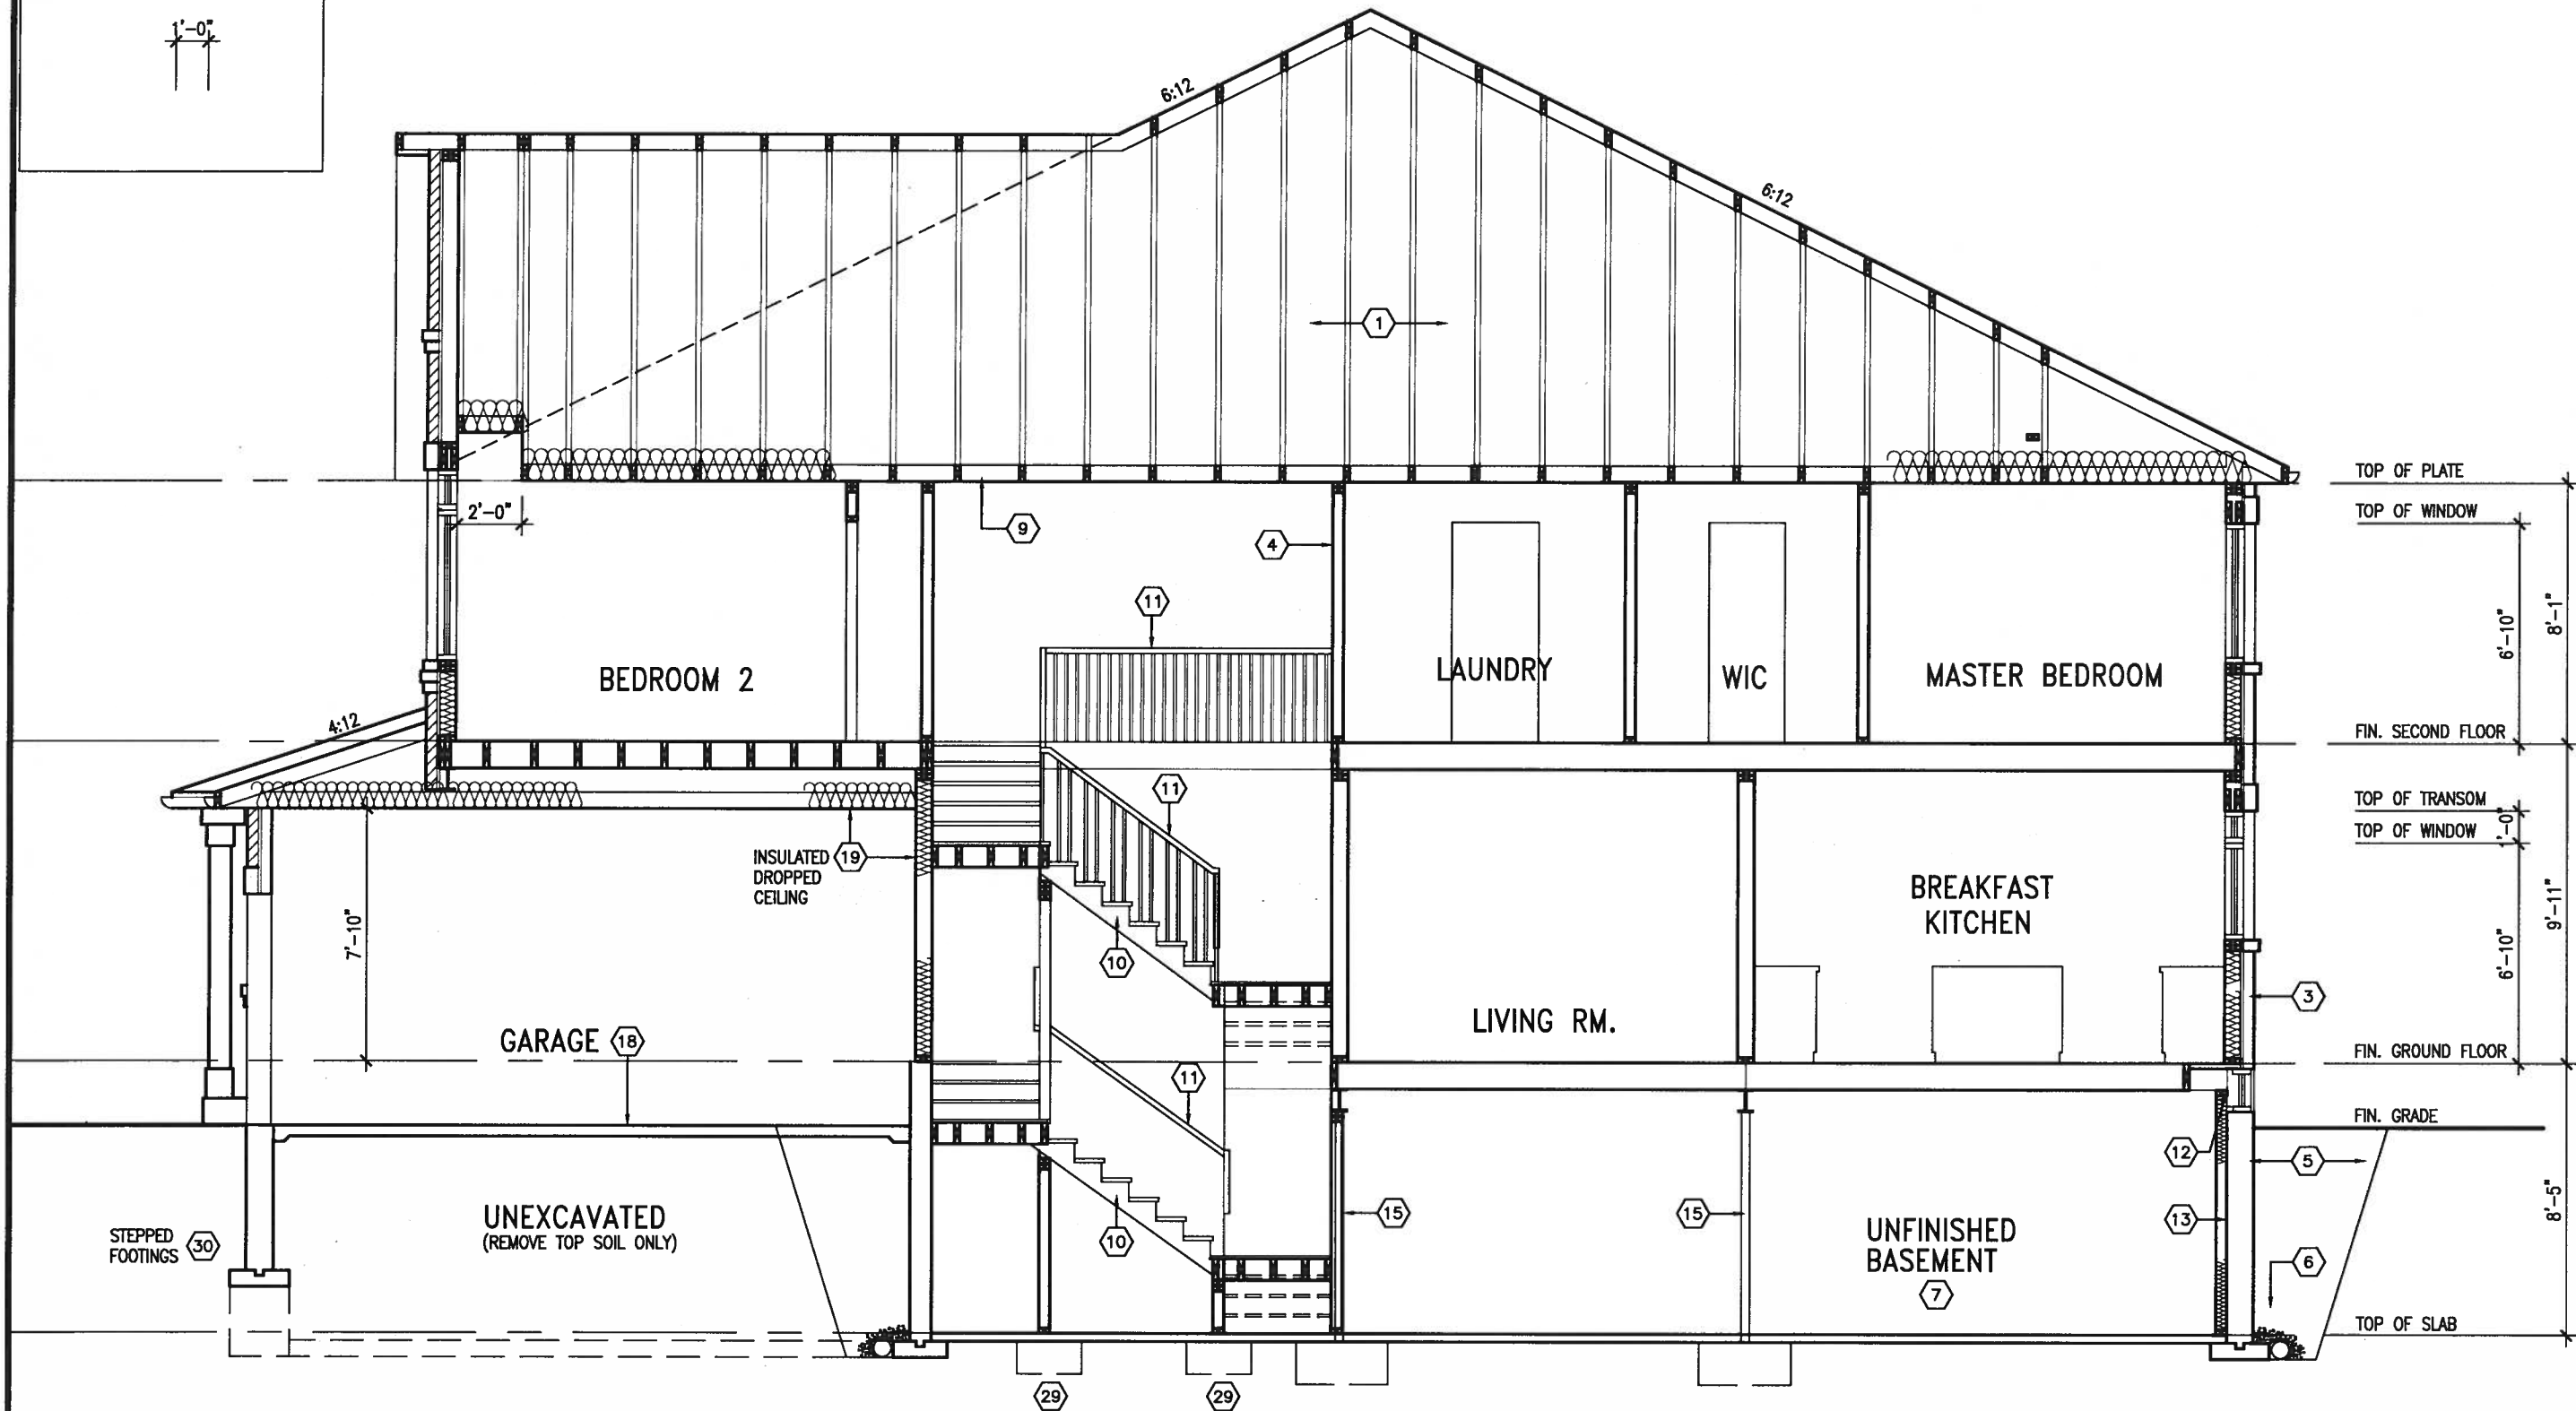 1'-0"
6:12
6:12
1
TOP OF PLATE
TOP OF WINDOW
2'-0"
9
4
11
6'-10"
8'-1"
BEDROOM 2
LAUNDRY
WIC
MASTER BEDROOM
4:12
FIN. SECOND FLOOR
11
TOP OF TRANSOM
TOP OF WINDOW
1'-0"
INSULATED
DROPPED
CEILING
19
7'-10"
BREAKFAST
KITCHEN
9'-11"
6'-10"
10
3
GARAGE 18
LIVING RM.
FIN. GROUND FLOOR
11
FIN. GRADE
12
5
UNEXCAVATED
(REMOVE TOP SOIL ONLY)
STEPPED
FOOTINGS
30
10
15
15
UNFINISHED
BASEMENT
7
13
8'-5"
6
TOP OF SLAB
29
29